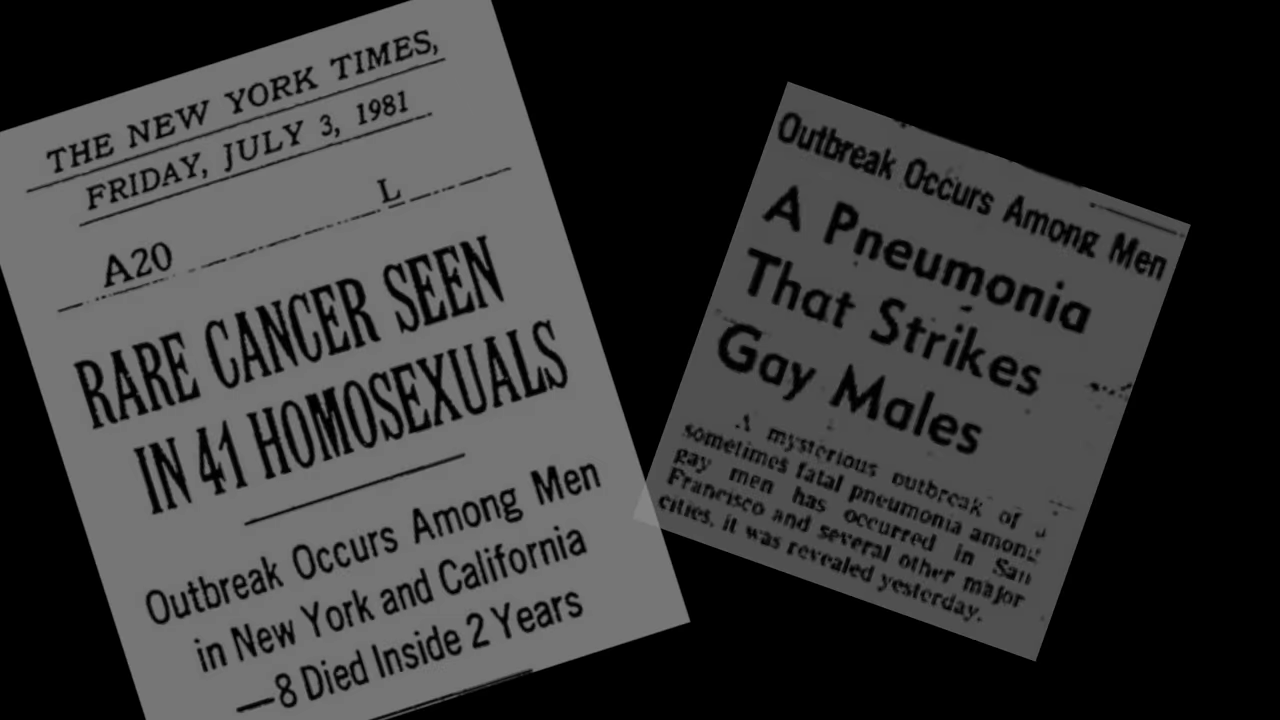 THE NEW YORK TIMES,
FRIDAY, JULY 3, 1981
L
A20
RARE CANCER SEEN
IN 41 HOMOSEXUALS
Outbreak Occurs Among Men
in New York and California
—8 Died Inside 2 Years
Outbreak Occurs Among Men
A Pneumonia
That Strikes
Gay Males
A mysterious outbreak of a
sometimes fatal pneumonia among
gay men has occurred in San
Francisco and several other major
cities, it was revealed yesterday.